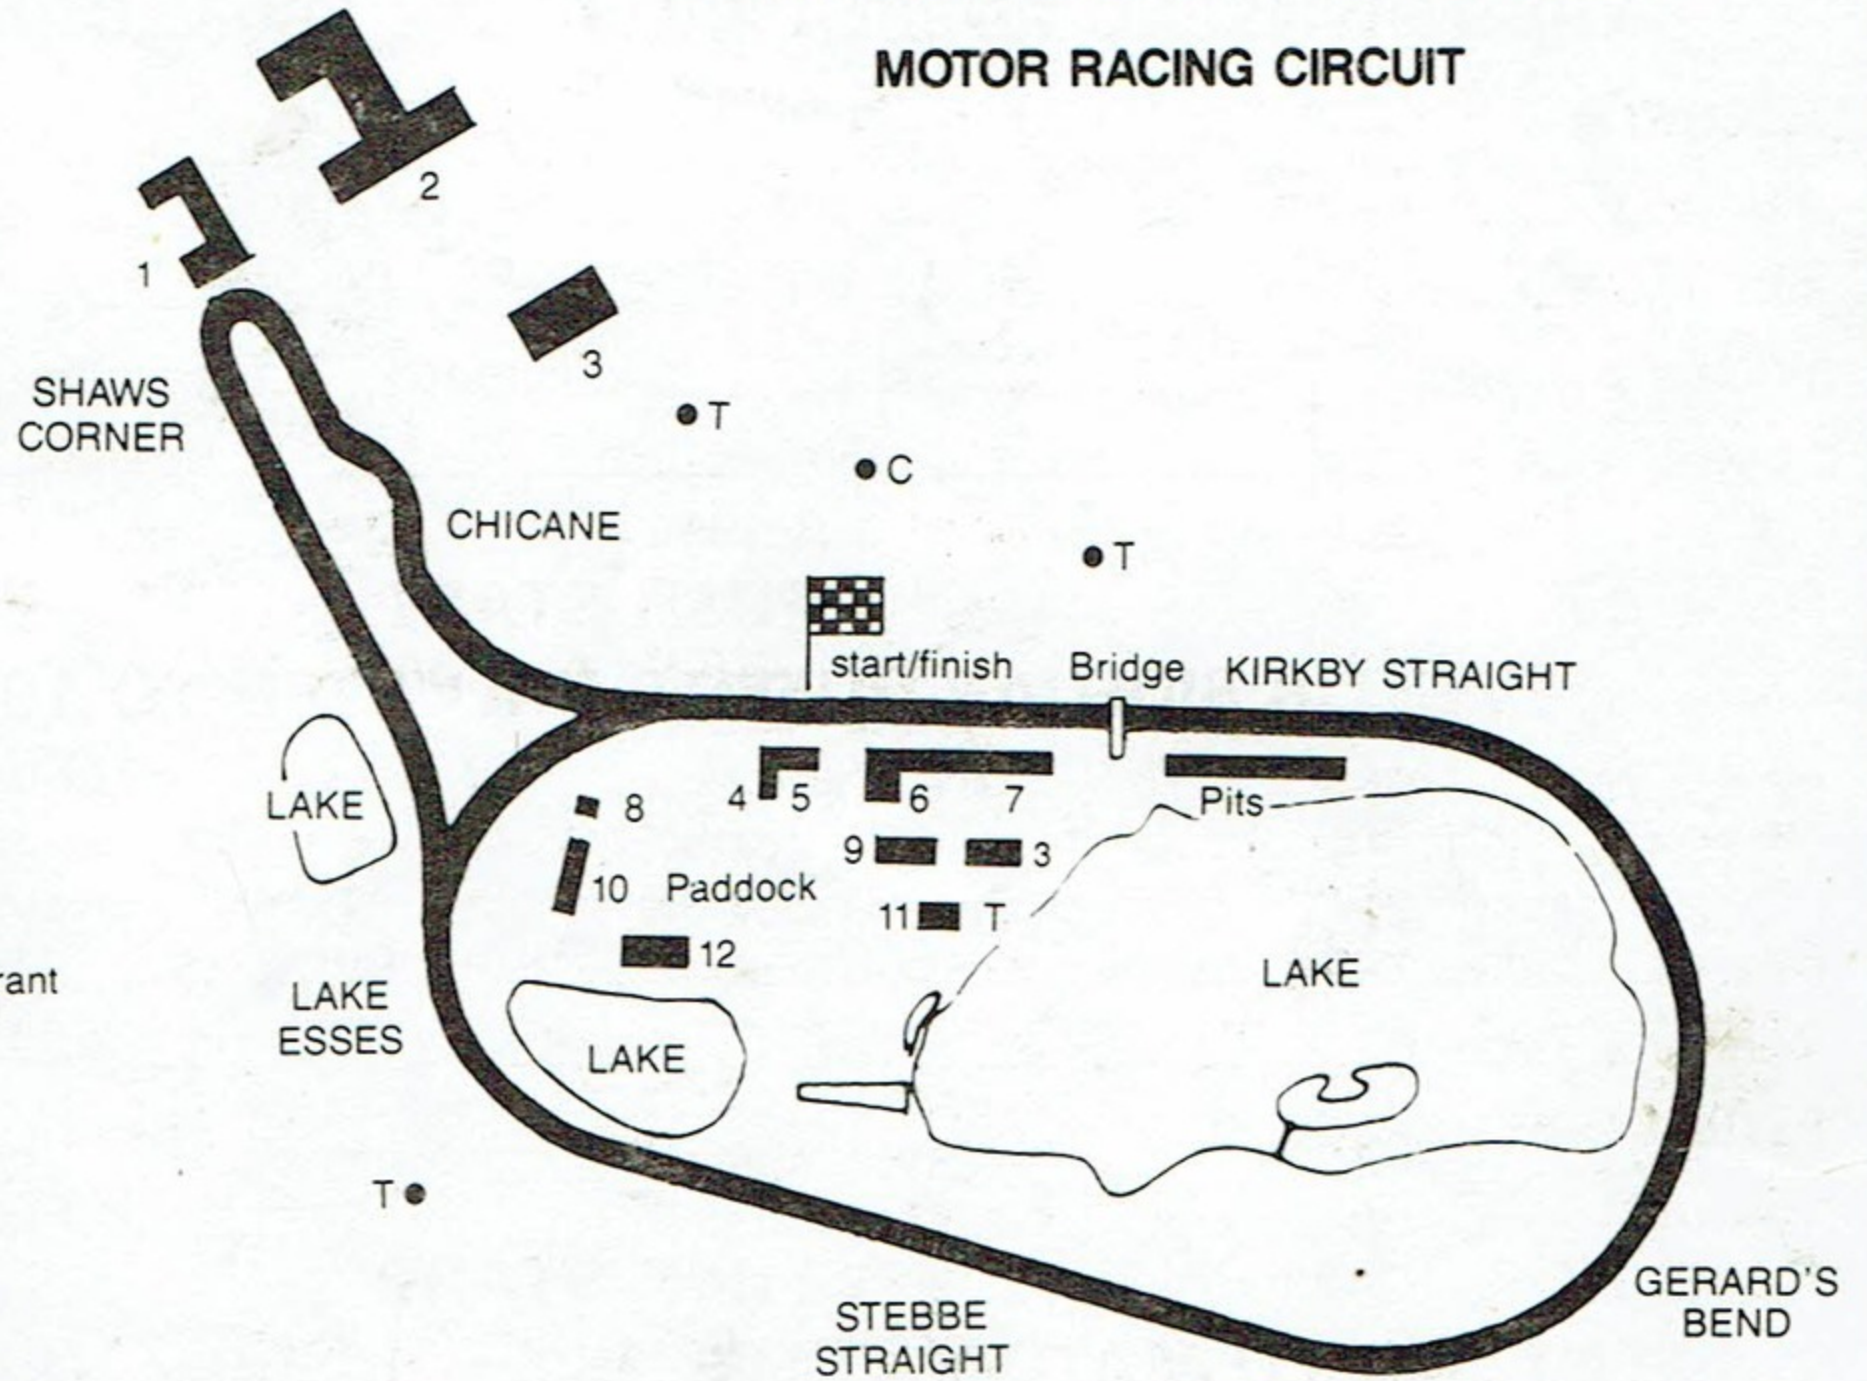 MOTOR RACING CIRCUIT
2
1
3
SHAWS
CORNER
T
C
CHICANE
T
start/finish
Bridge
KIRKBY STRAIGHT
LAKE
4
5
6
7
Pits
8
9
3
10
Paddock
11
T
12
rant
LAKE
ESSES
LAKE
LAKE
T
STEBBE
STRAIGHT
GERARD'S
BEND